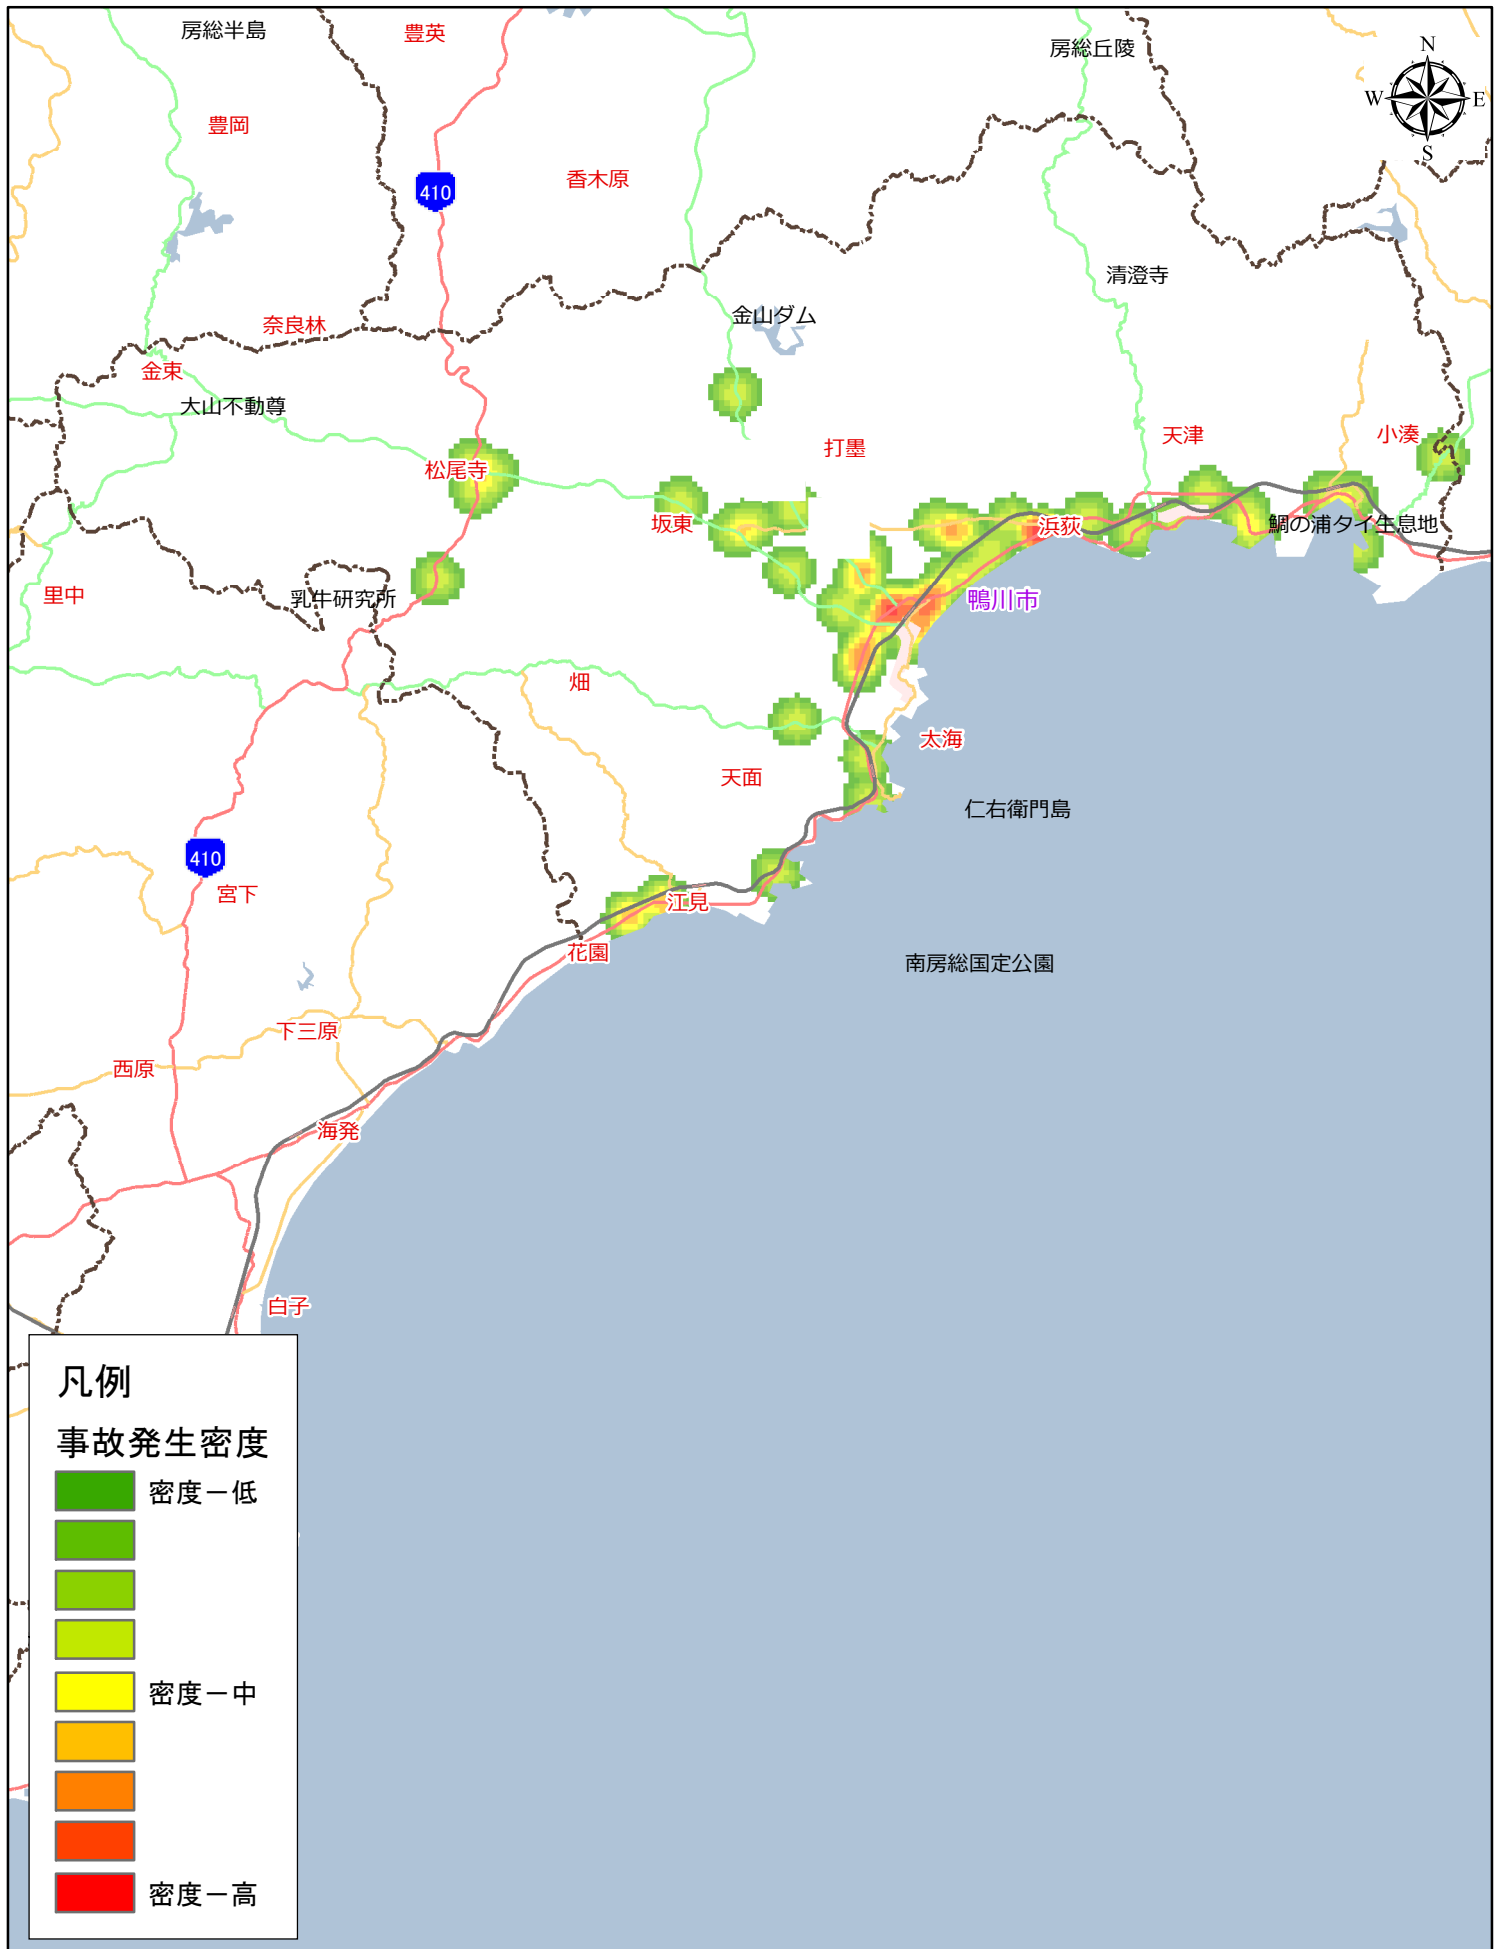 房総半島
豊英
房総丘陵
N
W
E
S
豊岡
香木原
410
清澄寺
金山ダム
奈良林
金束
大山不動尊
打墨
天津
小湊
松尾寺
坂東
浜荻
鯛の浦タイ生息地
里中
乳牛研究所
鴨川市
畑
太海
天面
仁右衛門島
410
宮下
江見
花園
南房総国定公園
下三原
西原
海発
白子
凡例
事故発生密度
密度－低
密度－中
密度－高